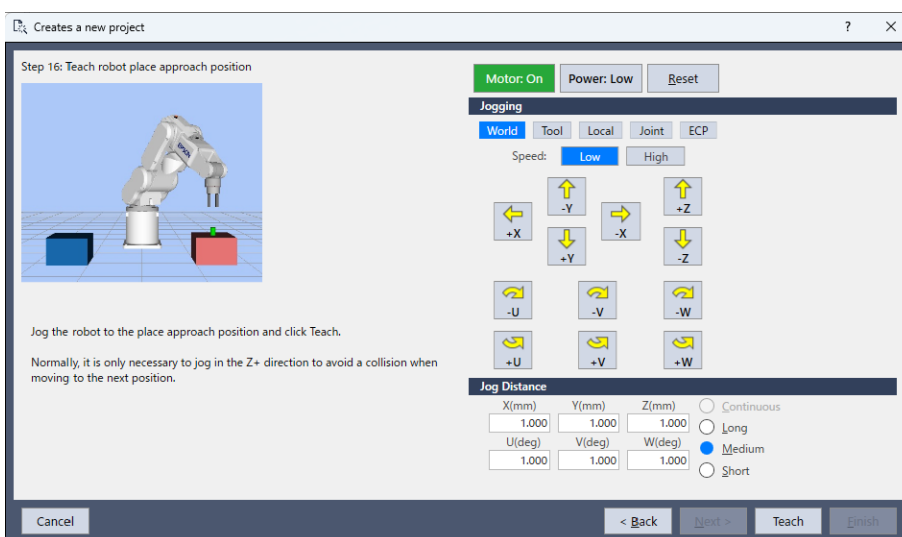 Creates a new project
?
Step 16: Teach robot place approach position
EPSON
Jog the robot to the place approach position and click Teach.
Normally, it is only necessary to jog in the Z+ direction to avoid a collision when
moving to the next position.
Motor: On Power: Low Reset
Jogging
World Tool Local Joint ECP
Speed: Low High
-Y +Z
+X -X
+Y -Z
-U -V -W
+U +V +W
Jog Distance
X(mm) Y(mm) Z(mm) Continuous
1.000 1.000 1.000 Long
U(deg) V(deg) W(deg) Medium
1.000 1.000 1.000 Short
Cancel < Back Next > Teach Finish